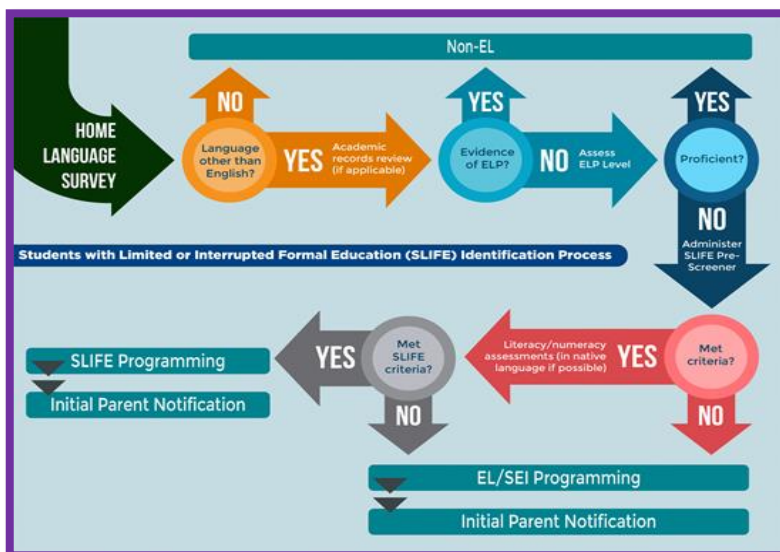 Non-EL
HOME
LANGUAGE
SURVEY
NO
Language
other than
English?
YES
Academic
records review
(if applicable)
YES
Evidence
of ELP?
NO
Assess
ELP Level
YES
Proficient?
NO
Administer
SLIFE Pre-
Screener
Students with Limited or Interrupted Formal Education (SLIFE) Identification Process
Met
criteria?
YES
Literacy/numeracy
assessments (in native
language if possible)
NO
Met
SLIFE
criteria?
YES
NO
SLIFE Programming
Initial Parent Notification
EL/SEI Programming
Initial Parent Notification